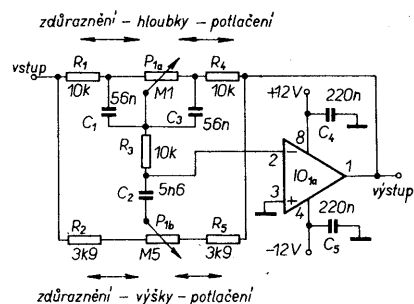 zdůraznění – hloubky – potlačení
vstup R1 P1a R4
10k M1 10k
56n 56n
C1 C3
R3 10k
+12V 220n
C4
8
2 – 1
IO1a
3 + 4
výstup
C2 5n6
220n
C5
–12V
R2 P1b R5
3k9 M5 3k9
zdůraznění – výšky – potlačení